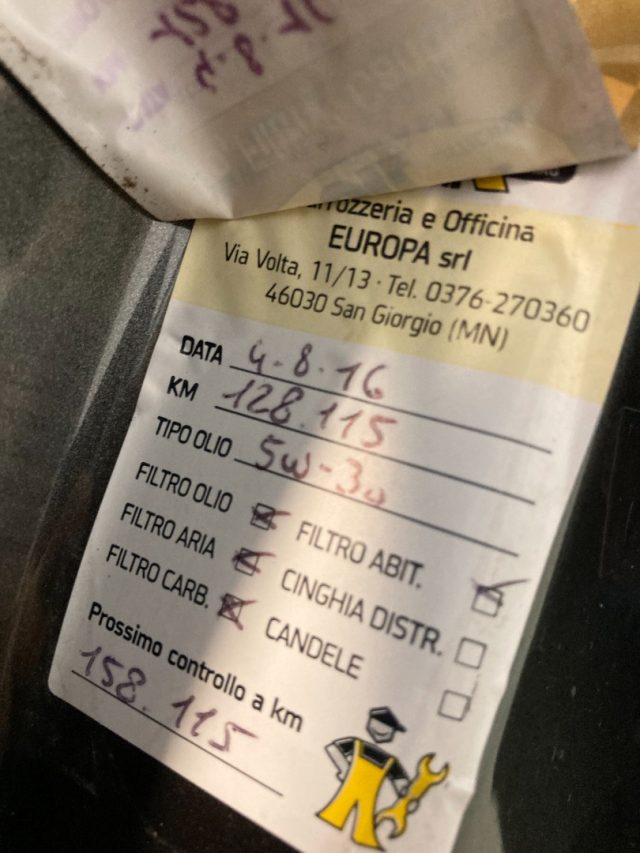 Carrozzeria e Officina
EUROPA srl
Via Volta, 11/13 · Tel. 0376-270360
46030 San Giorgio (MN)
DATA 4.8.16
KM 128.115
TIPO OLIO 5W-30
FILTRO OLIO FILTRO ABIT.
FILTRO ARIA CINGHIA DISTR.
FILTRO CARB. CANDELE
Prossimo controllo a km
158.115